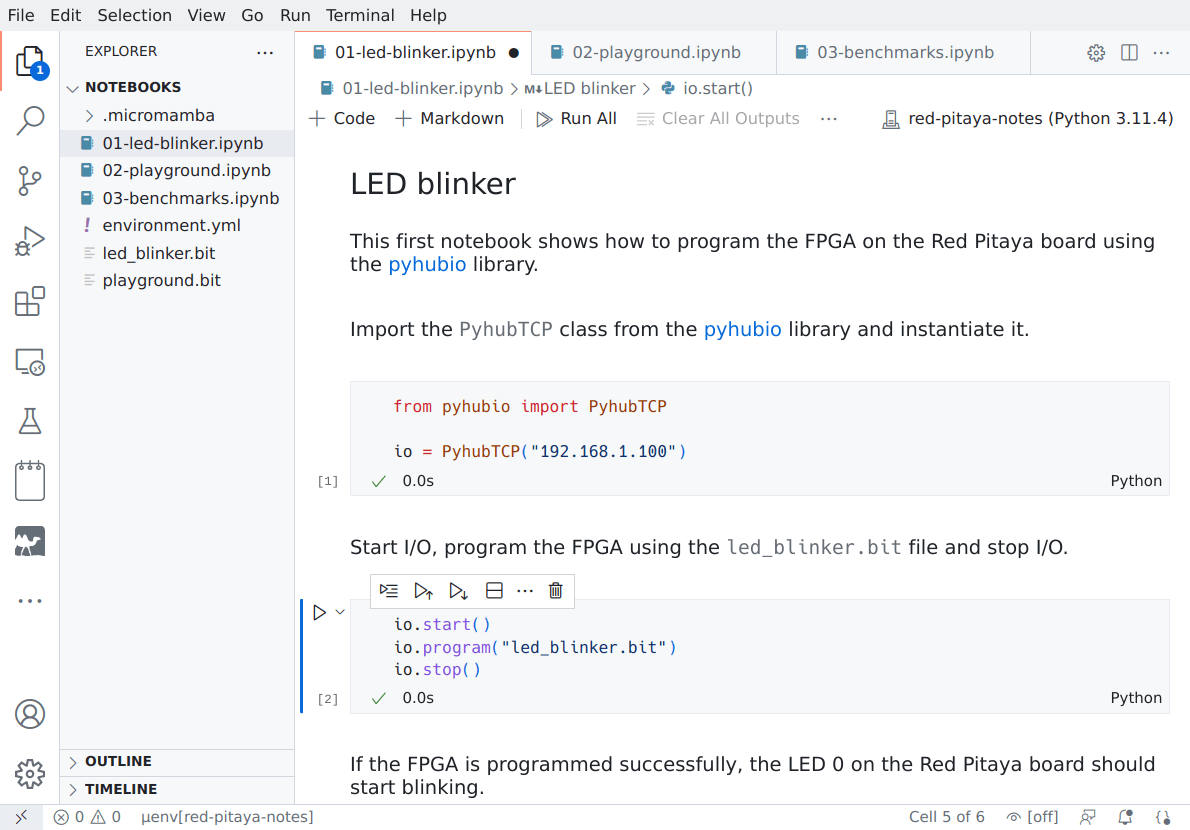 File Edit Selection View Go Run Terminal Help
EXPLORER
NOTEBOOKS
.micromamba
01-led-blinker.ipynb
02-playground.ipynb
03-benchmarks.ipynb
environment.yml
led_blinker.bit
playground.bit
OUTLINE
TIMELINE
1
01-led-blinker.ipynb 02-playground.ipynb 03-benchmarks.ipynb
01-led-blinker.ipynb > M↓LED blinker > io.start()
+ Code + Markdown Run All Clear All Outputs ··· red-pitaya-notes (Python 3.11.4)
LED blinker
This first notebook shows how to program the FPGA on the Red Pitaya board using
the pyhubio library.
Import the PyhubTCP class from the pyhubio library and instantiate it.
from pyhubio import PyhubTCP
io = PyhubTCP("192.168.1.100")
[1] ✓ 0.0s Python
Start I/O, program the FPGA using the led_blinker.bit file and stop I/O.
io.start()
io.program("led_blinker.bit")
io.stop()
[2] ✓ 0.0s Python
If the FPGA is programmed successfully, the LED 0 on the Red Pitaya board should
start blinking.
0 0 μenv[red-pitaya-notes] Cell 5 of 6 [off]